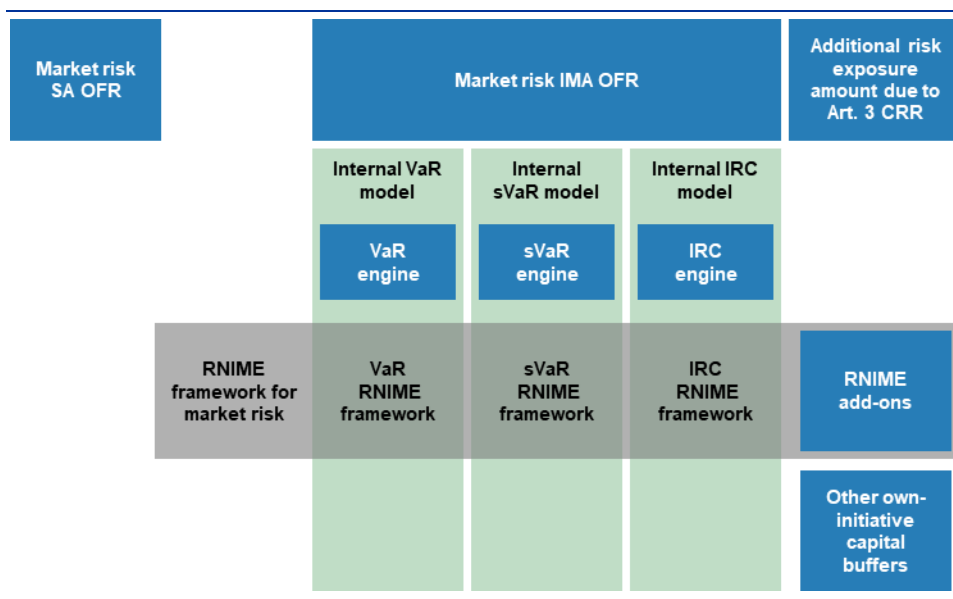 Market risk
SA OFR
Market risk IMA OFR
Additional risk
exposure
amount due to
Art. 3 CRR
Internal VaR
model
Internal
sVaR model
Internal IRC
model
VaR
engine
sVaR
engine
IRC
engine
RNIME
framework for
market risk
VaR
RNIME
framework
sVaR
RNIME
framework
IRC
RNIME
framework
RNIME
add-ons
Other own-
initiative
capital
buffers